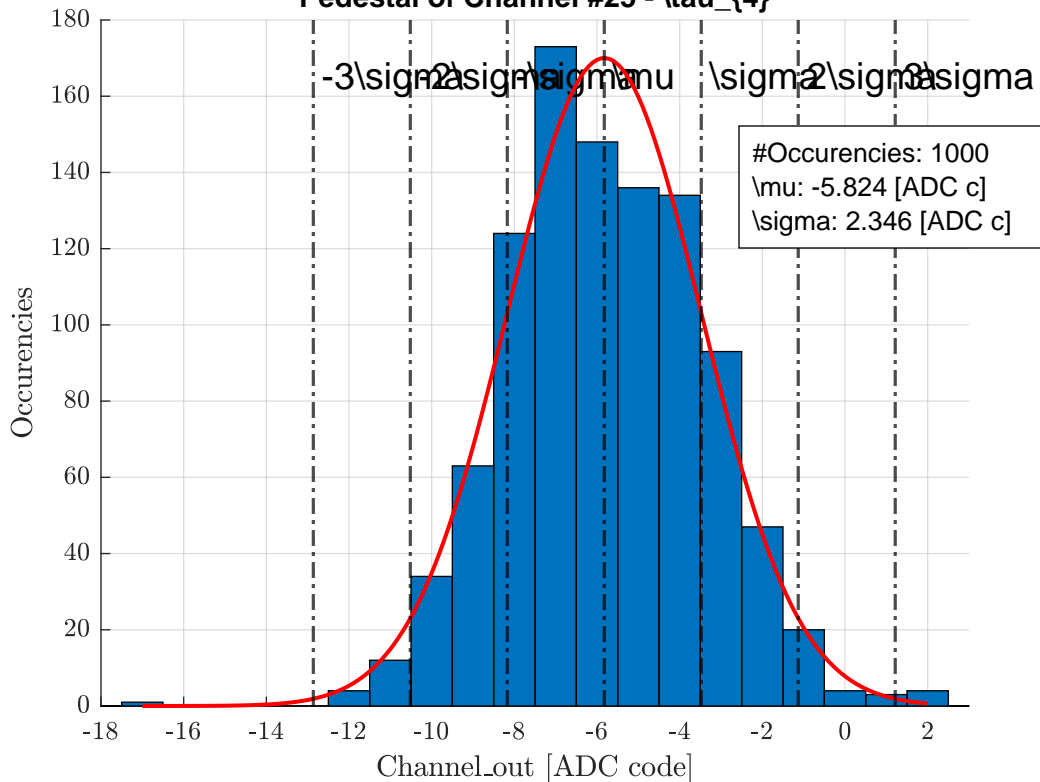 Pedestal of Channel #25 - \tau_{4}
180
160
140
120
100
80
60
40
20
0
Occurencies
-3\sigma -2\sigma -\sigma \mu \sigma 2\sigma 3\sigma
#Occurencies: 1000
\mu: -5.824 [ADC c]
\sigma: 2.346 [ADC c]
-18 -16 -14 -12 -10 -8 -6 -4 -2 0 2
Channel_out [ADC code]